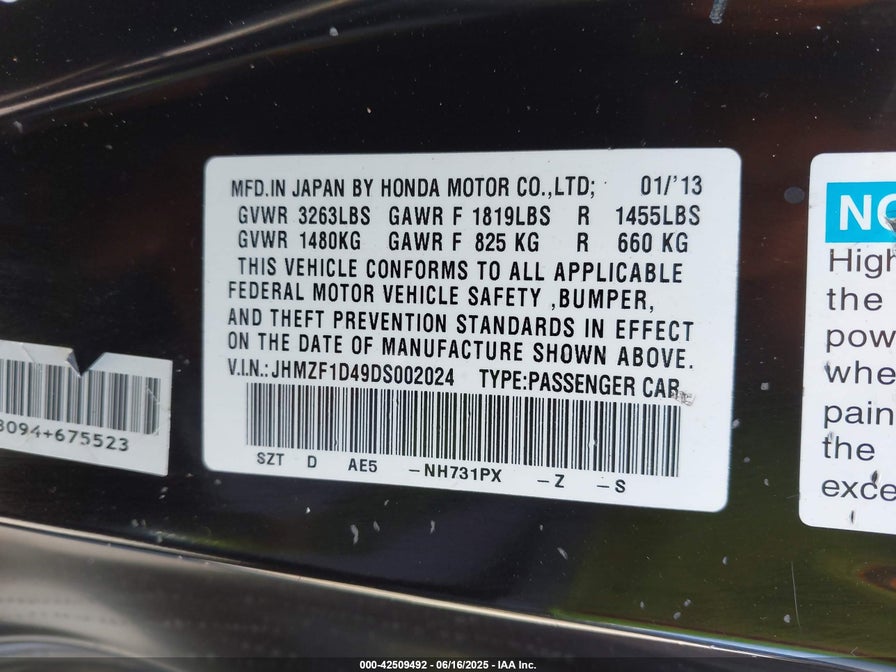 MFD.IN JAPAN BY HONDA MOTOR CO.,LTD; 01/'13
GVWR 3263LBS GAWR F 1819LBS R 1455LBS
GVWR 1480KG GAWR F 825 KG R 660 KG
THIS VEHICLE CONFORMS TO ALL APPLICABLE
FEDERAL MOTOR VEHICLE SAFETY ,BUMPER,
AND THEFT PREVENTION STANDARDS IN EFFECT
ON THE DATE OF MANUFACTURE SHOWN ABOVE.
V.I.N.: JHMZF1D49DS002024 TYPE:PASSENGER CAR
SZT D AE5 -NH731PX -Z -S
3094+675523
High
the
pow
whe
pain
the
exce
000-42509492 - 06/16/2025 - IAA Inc.